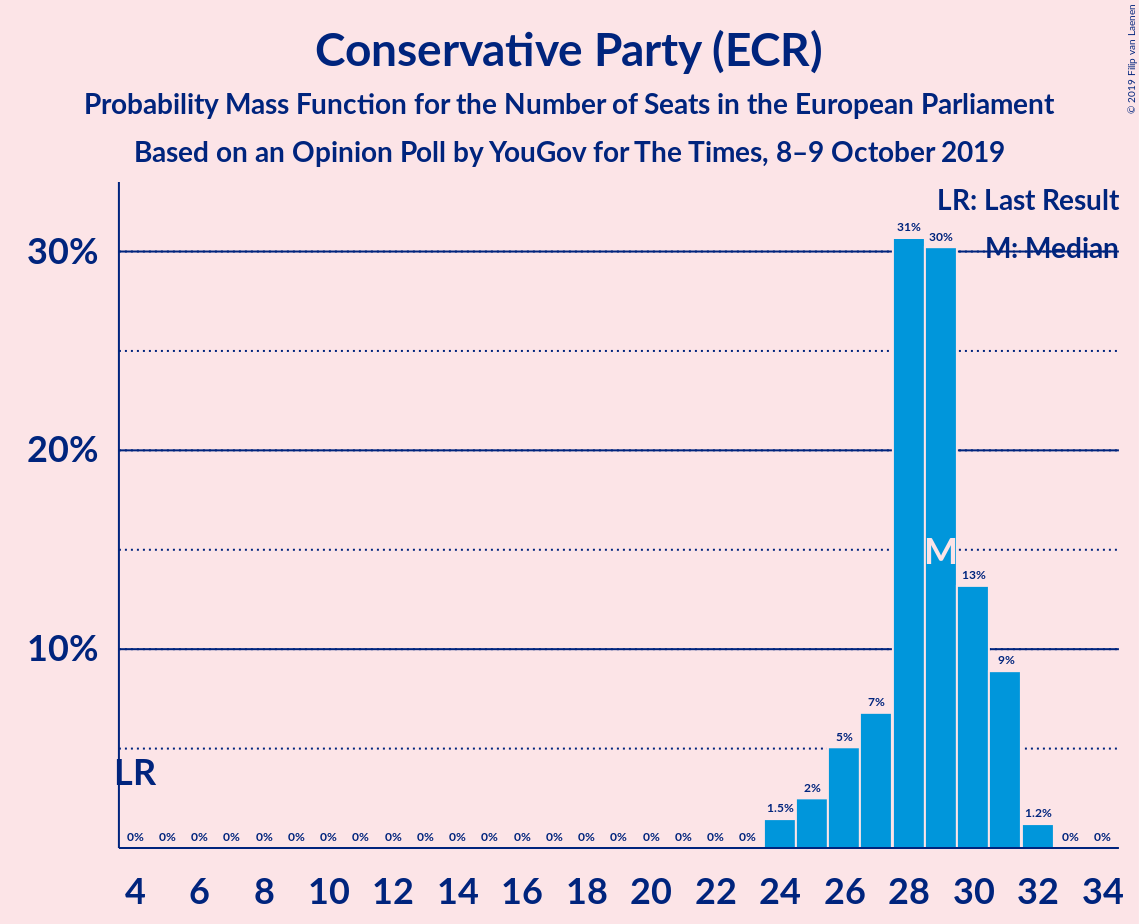 Conservative Party (ECR)
Probability Mass Function for the Number of Seats in the European Parliament
Based on an Opinion Poll by YouGov for The Times, 8–9 October 2019
© 2019 Filip van Laenen
LR: Last Result
M: Median
30%
20%
10%
31%
30%
M
13%
9%
7%
5%
LR
1.5%
2%
1.2%
0% 0% 0% 0% 0% 0% 0% 0% 0% 0% 0% 0% 0% 0% 0% 0% 0% 0% 0% 0% 0% 0%
4 6 8 10 12 14 16 18 20 22 24 26 28 30 32 34